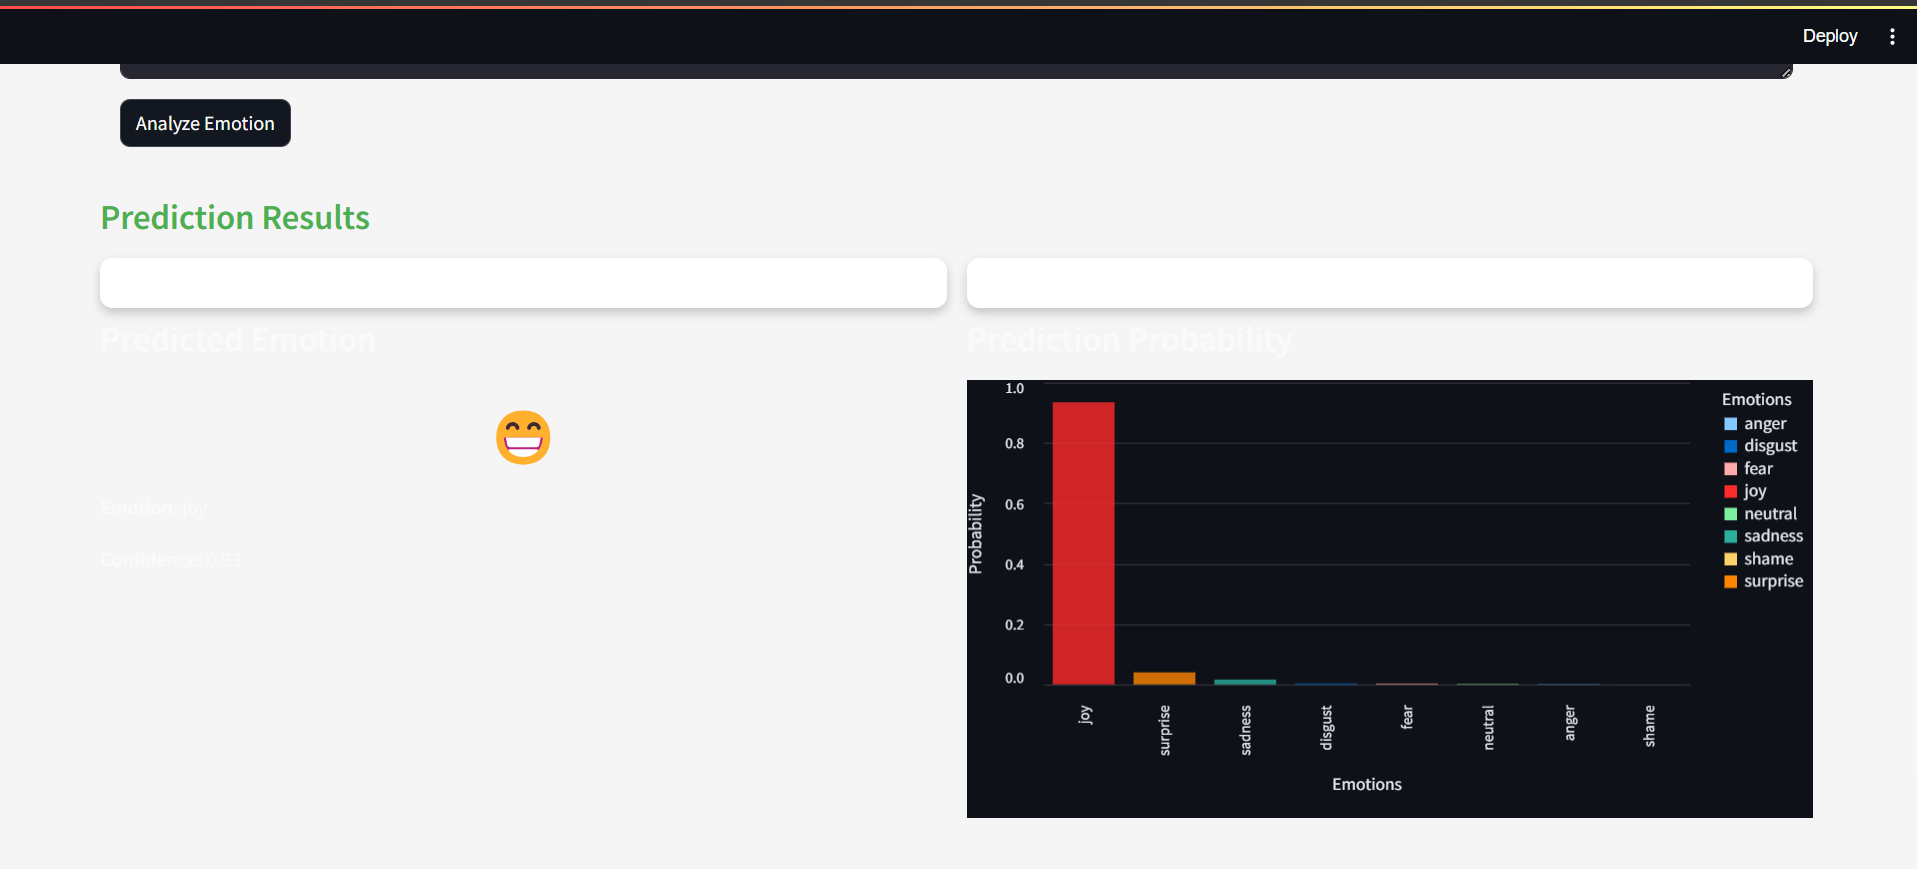 Deploy
Analyze Emotion
Prediction Results
Predicted Emotion
Emotion: joy
Confidence: 0.93
Prediction Probability
1.0
0.8
0.6
0.4
0.2
0.0
Probability
joy
surprise
sadness
disgust
fear
neutral
anger
shame
Emotions
Emotions
anger
disgust
fear
joy
neutral
sadness
shame
surprise